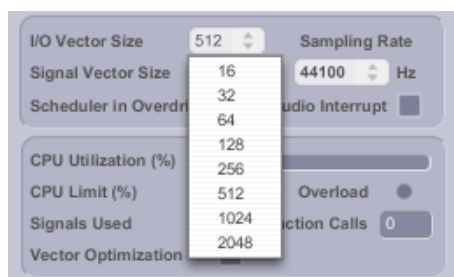 I/O Vector Size 512 Sampling Rate
Signal Vector Size 16 44100 Hz
32
Scheduler in Overdri udio Interrupt
64
128
CPU Utilization (%)
256
CPU Limit (%) 512 Overload
Signals Used 1024 nction Calls 0
2048
Vector Optimization